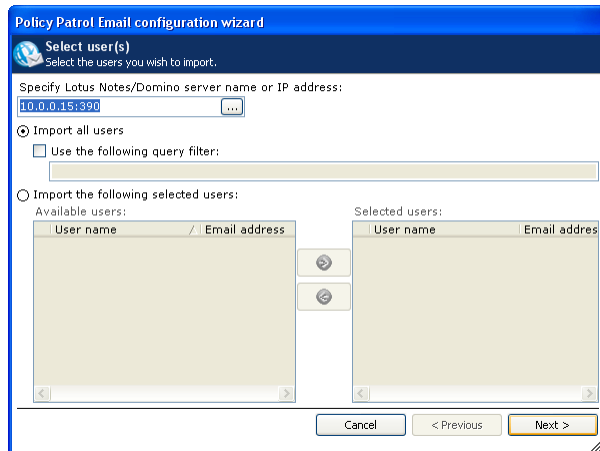 Policy Patrol Email configuration wizard
Select user(s)
Select the users you wish to import.
Specify Lotus Notes/Domino server name or IP address:
10.0.0.15:390 ...
Import all users
Use the following query filter:
Import the following selected users:
Available users: Selected users:
User name / Email address User name Email addres
Cancel < Previous Next >